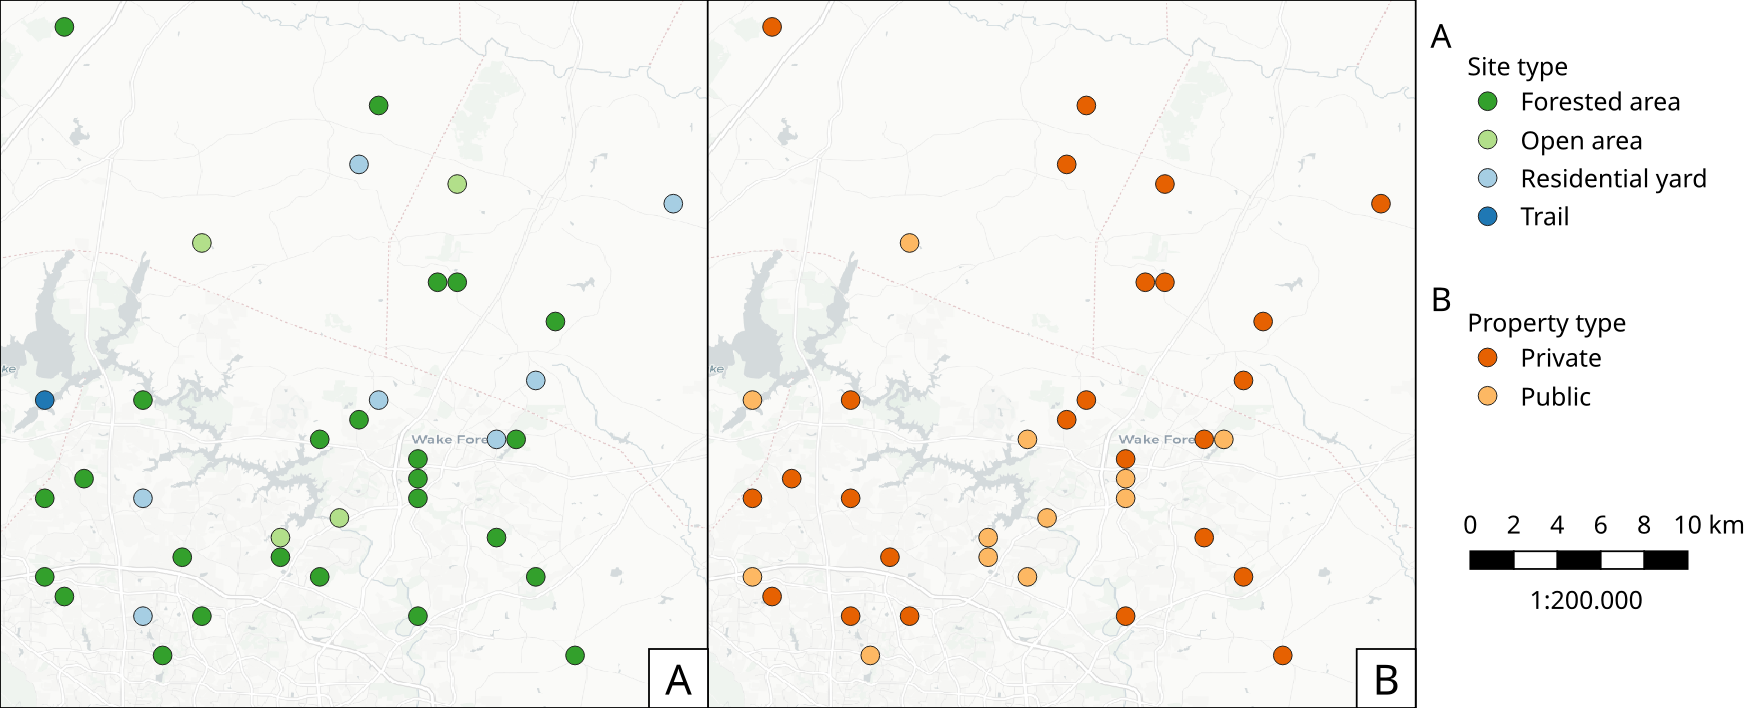 ke
Wake Fore
A
ke
Wake Fore
B
A
Site type
Forested area
Open area
Residential yard
Trail
B
Property type
Private
Public
0 2 4 6 8 10 km
1:200.000